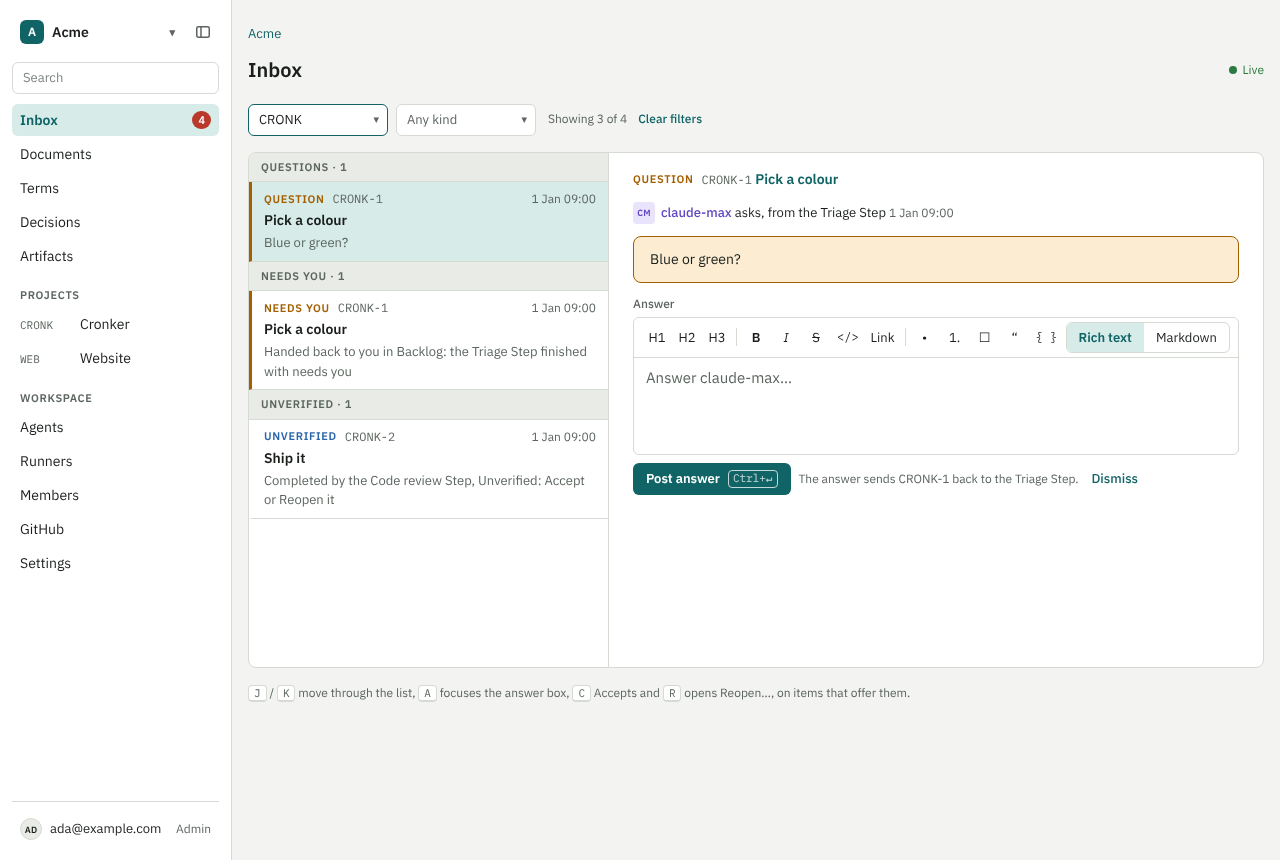 A Acme ▾
Search
Inbox 4
Documents
Terms
Decisions
Artifacts
PROJECTS
CRONK Cronker
WEB Website
WORKSPACE
Agents
Runners
Members
GitHub
Settings
AD ada@example.com Admin
Acme
Inbox
Live
CRONK ▾ Any kind ▾ Showing 3 of 4 Clear filters
QUESTIONS · 1
QUESTION CRONK-1 1 Jan 09:00
Pick a colour
Blue or green?
NEEDS YOU · 1
NEEDS YOU CRONK-1 1 Jan 09:00
Pick a colour
Handed back to you in Backlog: the Triage Step finished
with needs you
UNVERIFIED · 1
UNVERIFIED CRONK-2 1 Jan 09:00
Ship it
Completed by the Code review Step, Unverified: Accept
or Reopen it
QUESTION CRONK-1 Pick a colour
CM claude-max asks, from the Triage Step 1 Jan 09:00
Blue or green?
Answer
H1 H2 H3 B I S </> Link • 1. ☐ “ { } Rich text Markdown
Answer claude-max…
Post answer Ctrl+↵ The answer sends CRONK-1 back to the Triage Step. Dismiss
J / K move through the list, A focuses the answer box, C Accepts and R opens Reopen…, on items that offer them.